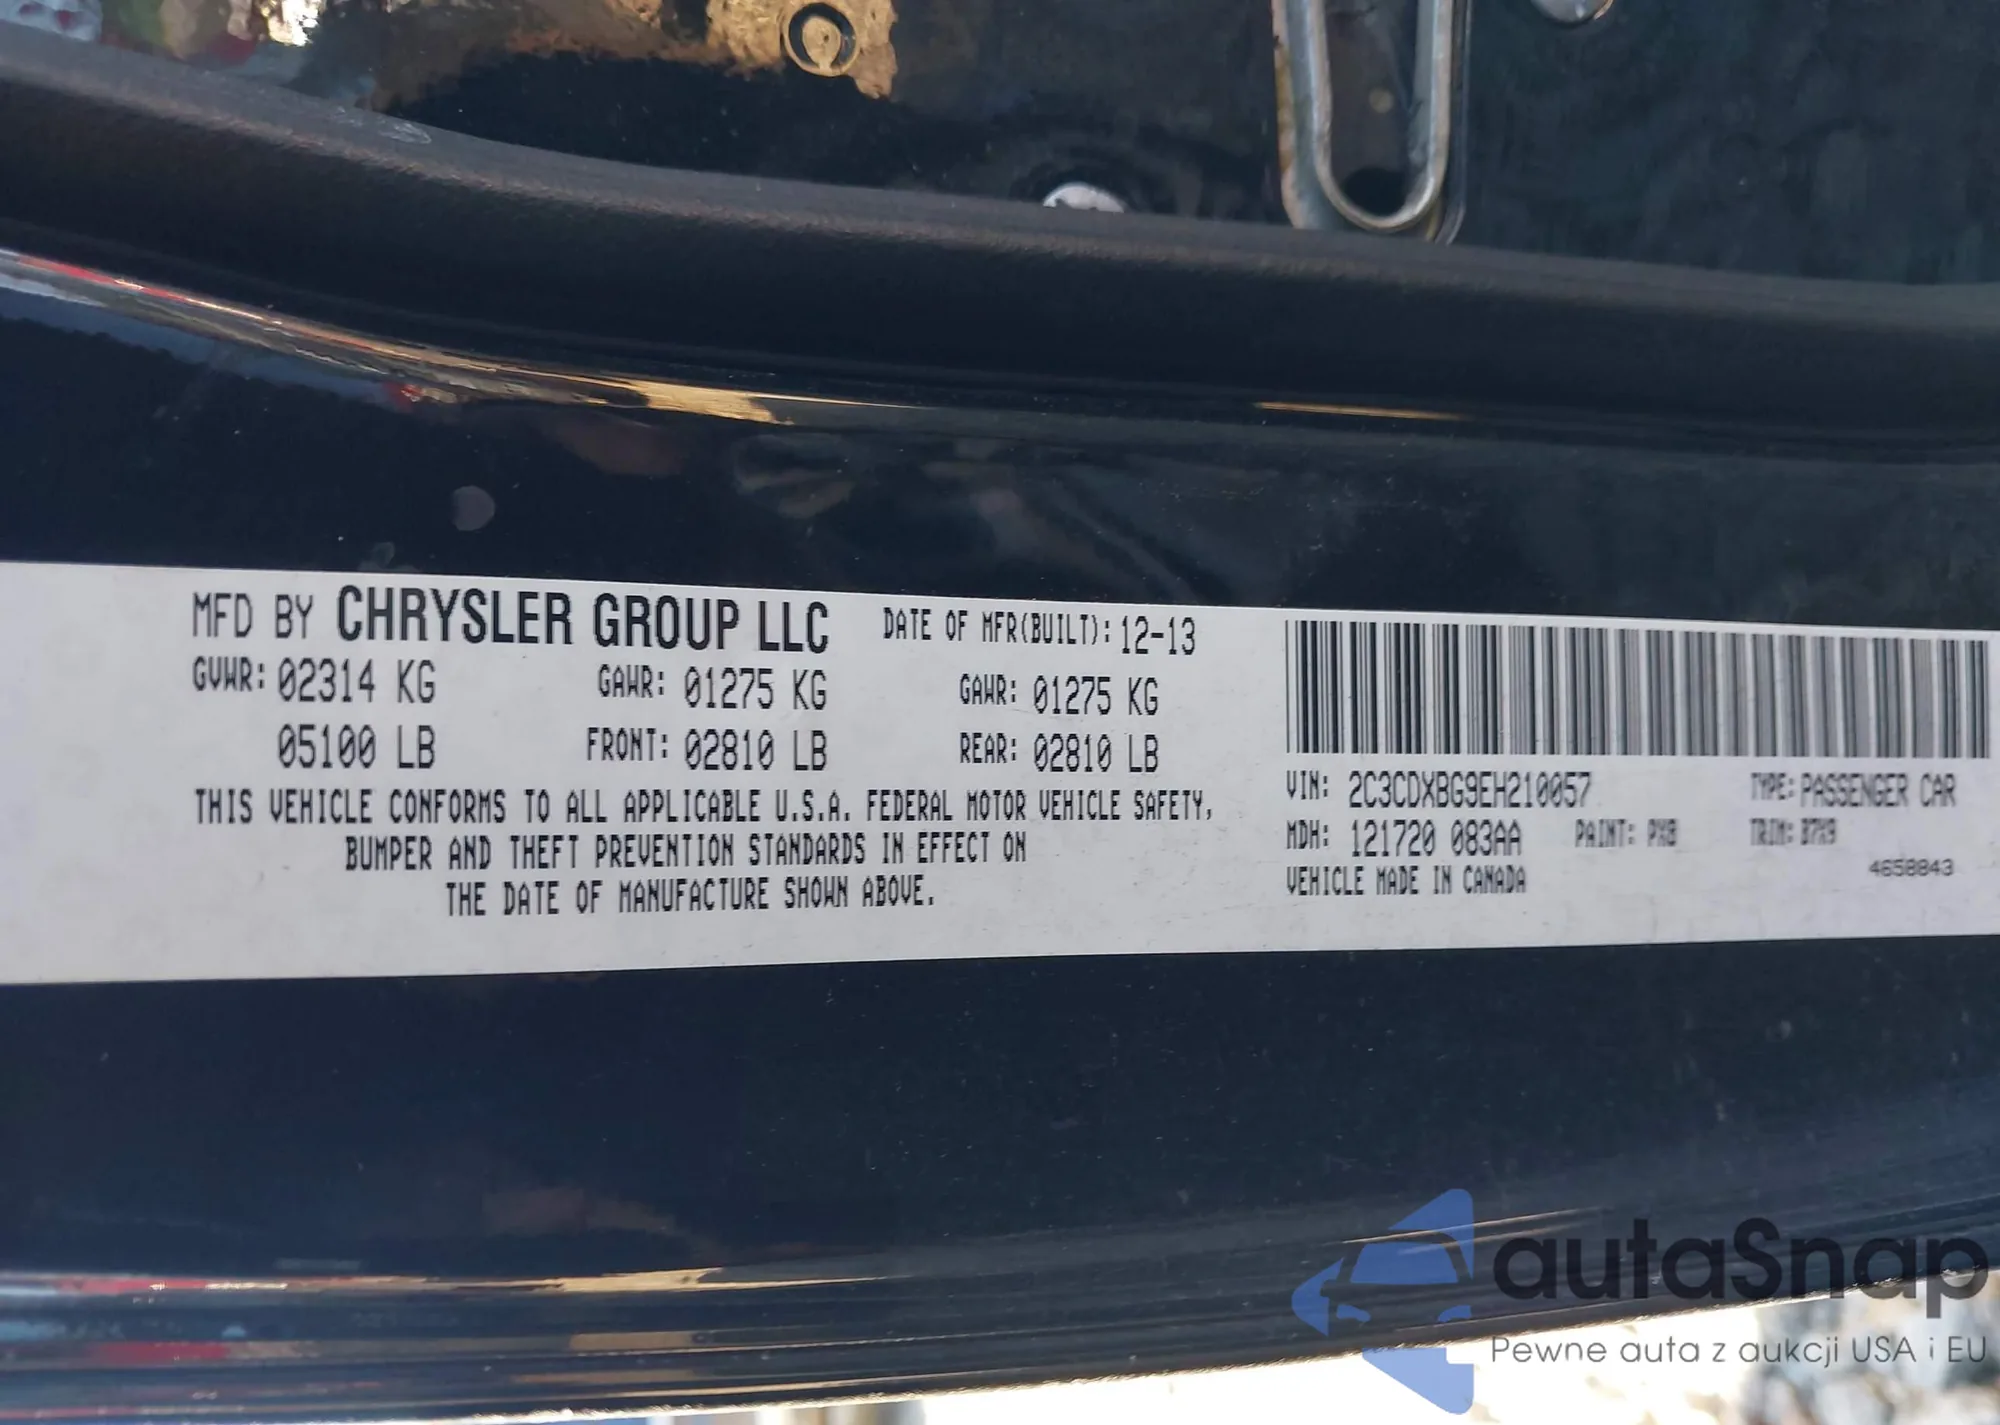 MFD BY CHRYSLER GROUP LLC DATE OF MFR(BUILT): 12-13
GVWR: 02314 KG GAWR: 01275 KG GAWR: 01275 KG
05100 LB FRONT: 02810 LB REAR: 02810 LB
THIS VEHICLE CONFORMS TO ALL APPLICABLE U.S.A. FEDERAL MOTOR VEHICLE SAFETY,
BUMPER AND THEFT PREVENTION STANDARDS IN EFFECT ON
THE DATE OF MANUFACTURE SHOWN ABOVE.
VIN: 2C3CDXBG9EH210057 TYPE: PASSENGER CAR
MDH: 121720 083AA PAINT: PX8 TRIM: B7X9
VEHICLE MADE IN CANADA 4658843
autaSnap
Pewne auta z aukcji USA i EU